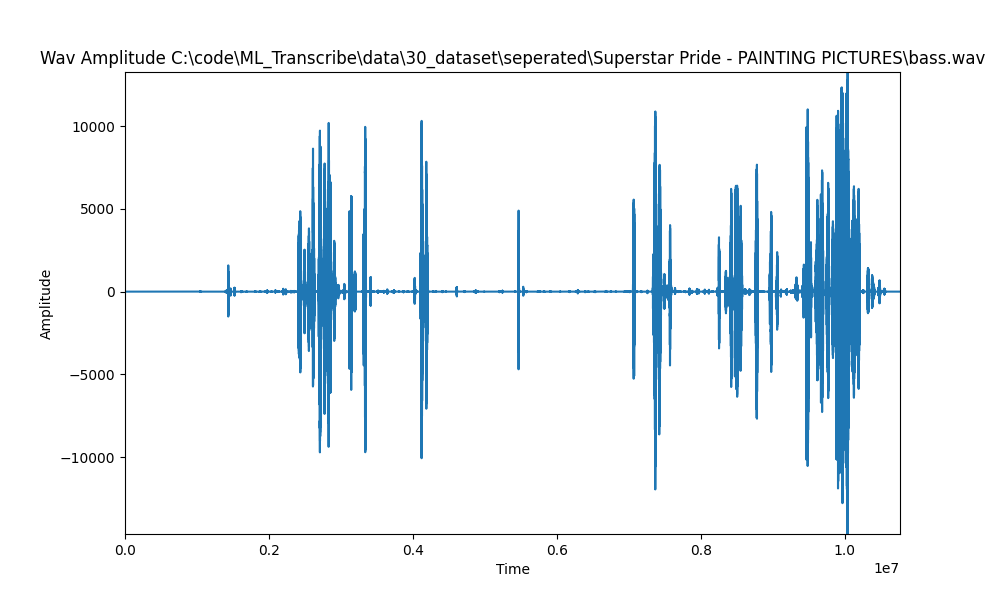 Wav Amplitude C:\code\ML_Transcribe\data\30_dataset\seperated\Superstar Pride - PAINTING PICTURES\bass.wav
10000
5000
0
−5000
−10000
Amplitude
0.0 0.2 0.4 0.6 0.8 1.0
1e7
Time